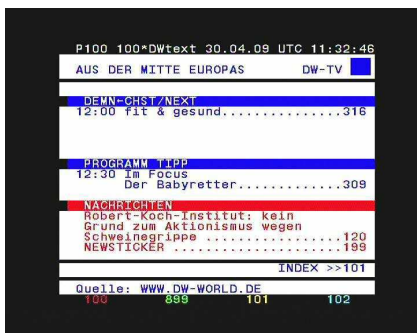 P100 100*DWtext 30.04.09 UTC 11:32:46
AUS DER MITTE EUROPAS DW-TV
DEMN←CHST/NEXT
12:00 fit & gesund...............316
PROGRAMM TIPP
12:30 Im Focus
Der Babyretter.............309
NACHRICHTEN
Robert-Koch-Institut: kein
Grund zum Aktionismus wegen
Schweinegrippe .................120
NEWSTICKER .....................199
INDEX >>101
Quelle: WWW.DW-WORLD.DE
100 899 101 102